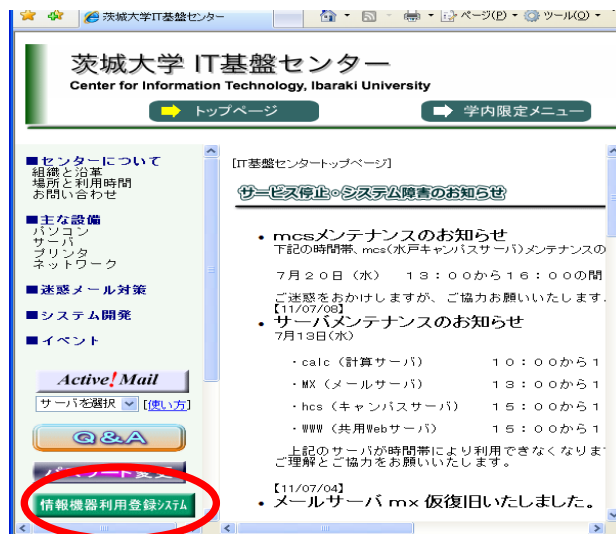 茨城大学IT基盤センター
ページ(P)
ツール(O)
茨城大学 IT基盤センター
Center for Information Technology, Ibaraki University
トップページ
学内限定メニュー
■センターについて
組織と沿革
場所と利用時間
お問い合わせ
■主な設備
パソコン
サーバ
プリンタ
ネットワーク
■迷惑メール対策
■システム開発
■イベント
Active! Mail
サーバを選択 [使い方]
Q&A
パスワード変更
情報機器利用登録システム
[IT基盤センタートップページ]
サービス停止・システム障害のお知らせ
• mcsメンテナンスのお知らせ
下記の時間帯、mcs(水戸キャンパスサーバ)メンテナンスの
7月20日(水) 13:00から16:00の間
ご迷惑をおかけしますが、ご協力お願いいたします.
【11/07/08】
• サーバメンテナンスのお知らせ
7月13日(水)
・calc(計算サーバ) 10:00から1
・MX(メールサーバ) 13:00から1
・hcs(キャンパスサーバ) 15:00から1
・WWW(共用Webサーバ) 15:00から1
上記のサーバが時間帯により利用できなくなりま
ご理解とご協力をお願いいたします。
【11/07/04】
• メールサーバ mx 仮復旧いたしました。